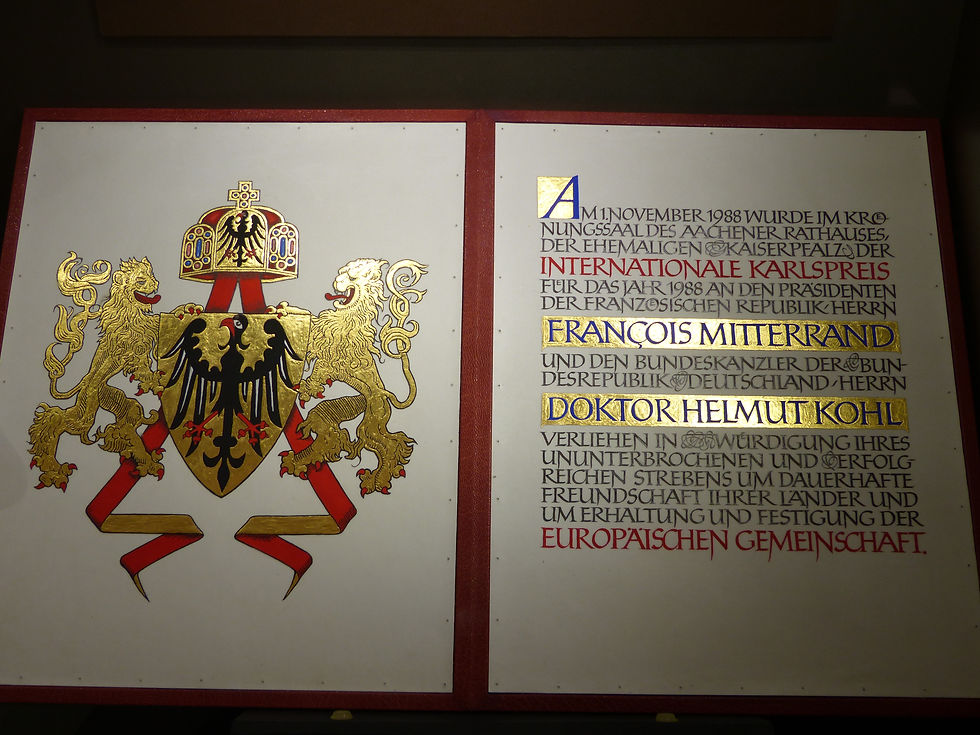 AM 1. NOVEMBER 1988 WURDE IM KRÖ-
NUNGSSAAL DES AACHENER RATHAUSES,
DER EHEMALIGEN KAISERPFALZ, DER
INTERNATIONALE KARLSPREIS
FÜR DAS JAHR 1988 AN DEN PRÄSIDENTEN
DER FRANZÖSISCHEN REPUBLIK, HERRN
FRANÇOIS MITTERRAND
UND DEN BUNDESKANZLER DER BUN-
DESREPUBLIK DEUTSCHLAND, HERRN
DOKTOR HELMUT KOHL
VERLIEHEN IN WÜRDIGUNG IHRES
UNUNTERBROCHENEN UND ERFOLG-
REICHEN STREBENS UM DAUERHAFTE
FREUNDSCHAFT IHRER LÄNDER UND
UM ERHALTUNG UND FESTIGUNG DER
EUROPÄISCHEN GEMEINSCHAFT.